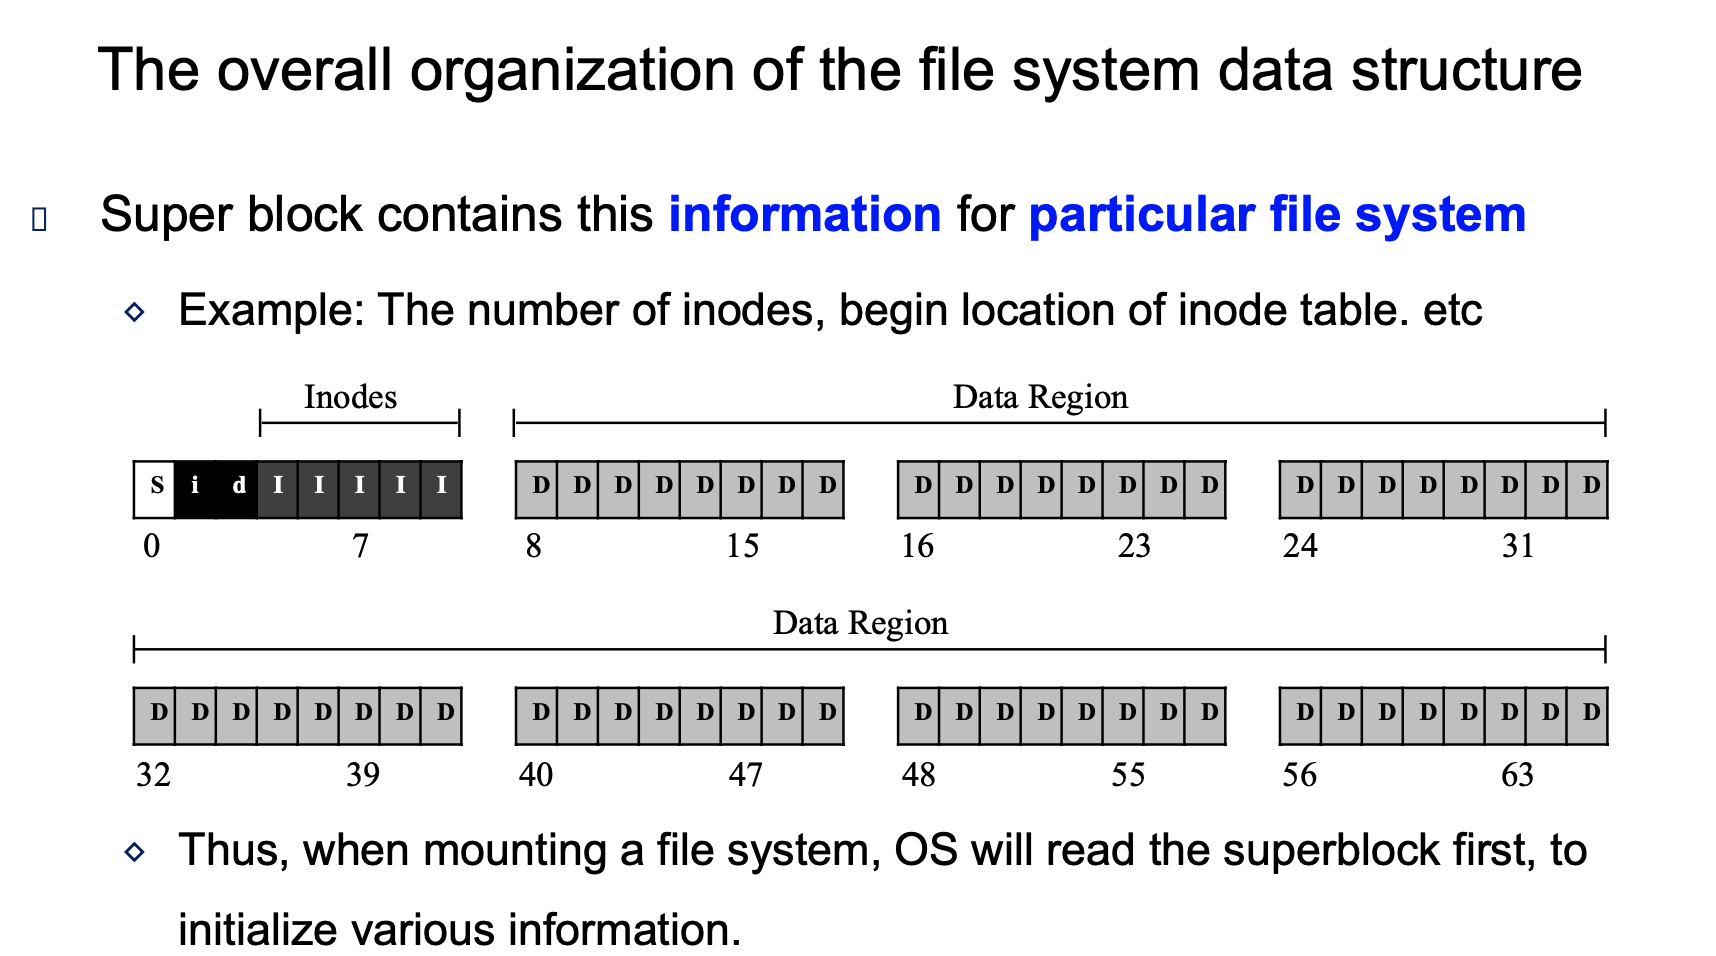 The overall organization of the file system data structure
Super block contains this information for particular file system
Example: The number of inodes, begin location of inode table. etc
Inodes Data Region
S i d I I I I I D D D D D D D D D D D D D D D D D D D D D D D D
0 7 8 15 16 23 24 31
Data Region
D D D D D D D D D D D D D D D D D D D D D D D D D D D D D D D D
32 39 40 47 48 55 56 63
Thus, when mounting a file system, OS will read the superblock first, to
initialize various information.